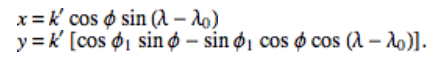 x = k′ cos ϕ sin (λ – λ₀)
y = k′ [cos ϕ₁ sin ϕ – sin ϕ₁ cos ϕ cos (λ – λ₀)].